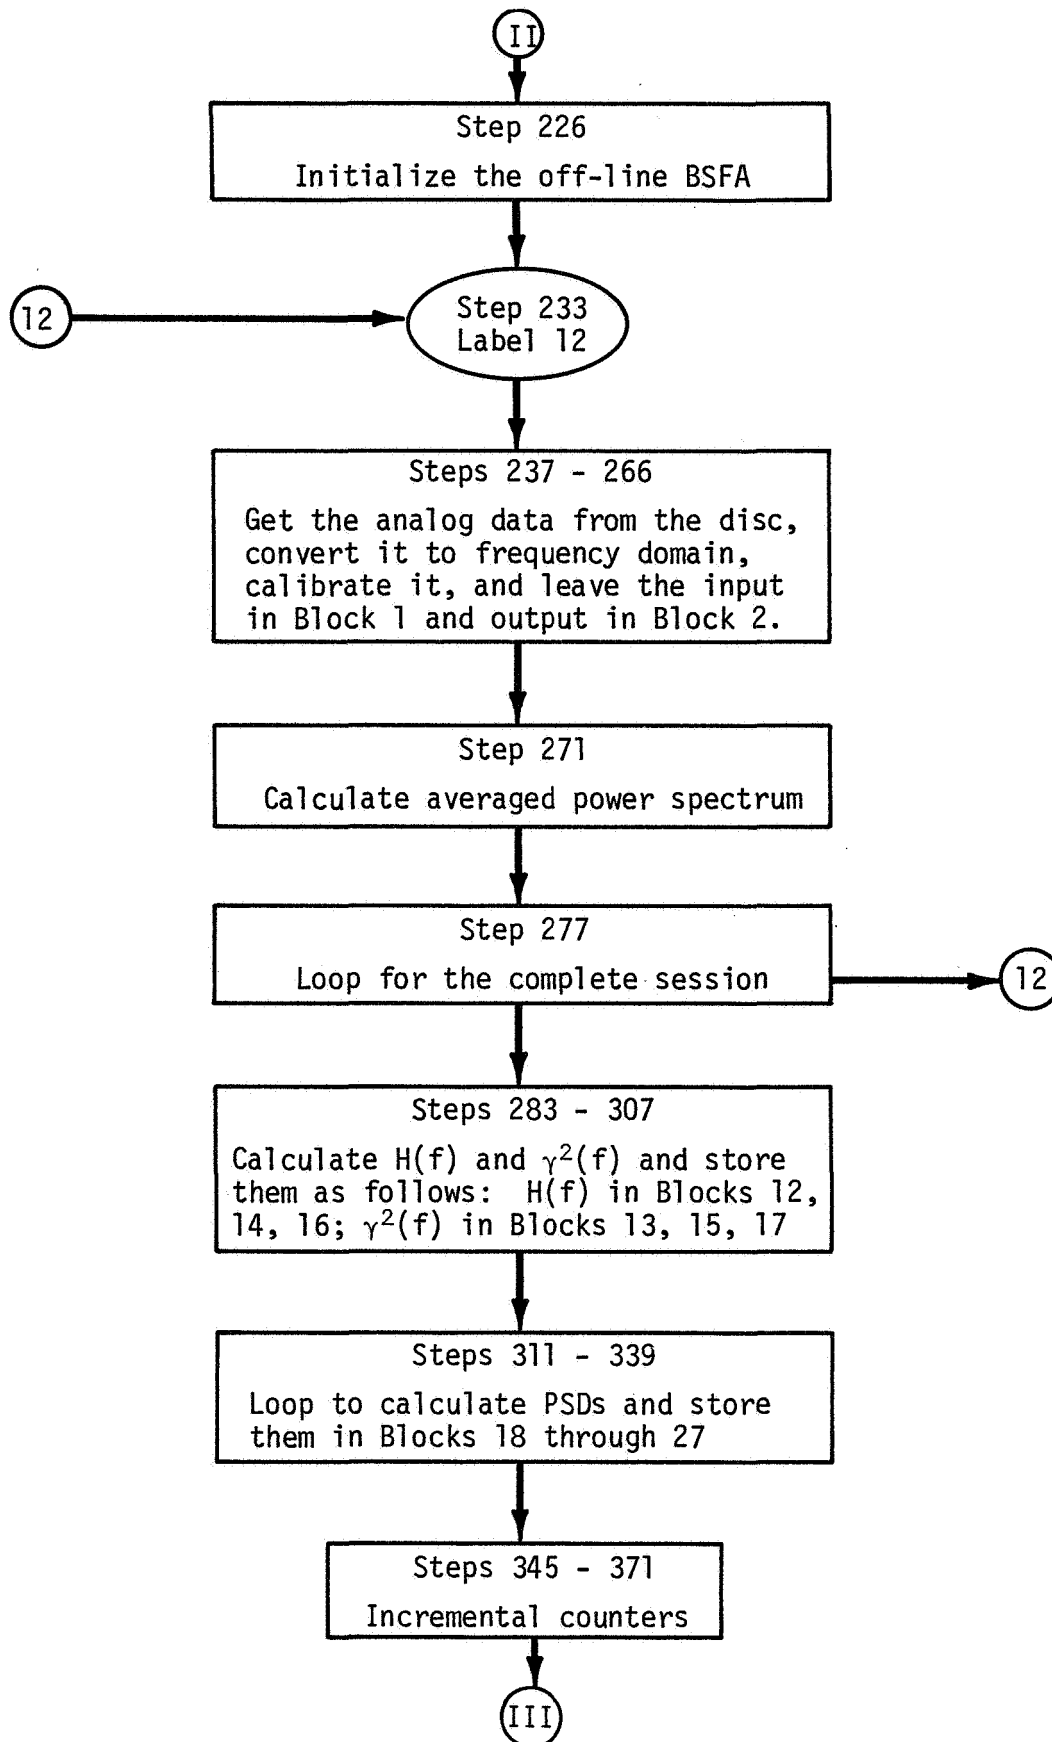 II
Step 226
Initialize the off-line BSFA
12
Step 233
Label 12
Steps 237 - 266
Get the analog data from the disc,
convert it to frequency domain,
calibrate it, and leave the input
in Block 1 and output in Block 2.
Step 271
Calculate averaged power spectrum
Step 277
Loop for the complete session
12
Steps 283 - 307
Calculate H(f) and γ²(f) and store
them as follows: H(f) in Blocks 12,
14, 16; γ²(f) in Blocks 13, 15, 17
Steps 311 - 339
Loop to calculate PSDs and store
them in Blocks 18 through 27
Steps 345 - 371
Incremental counters
III